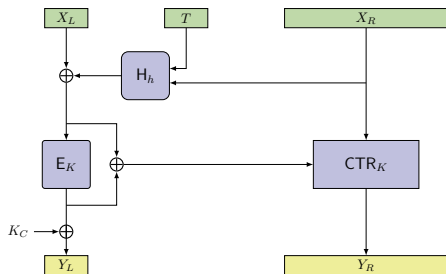 X_L T X_R
H_h
E_K CTR_K
K_C
Y_L Y_R